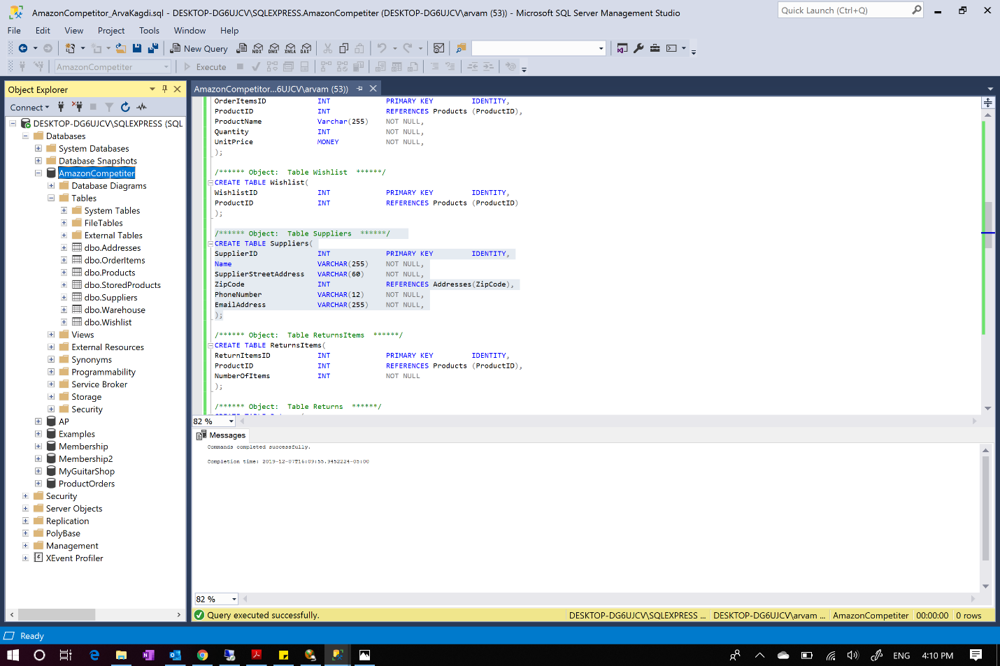 AmazonCompetitor_ArvaKagdi.sql - DESKTOP-DG6UJCV\SQLEXPRESS.AmazonCompetiter (DESKTOP-DG6UJCV\arvam (53)) - Microsoft SQL Server Management Studio
Quick Launch (Ctrl+Q)
File Edit View Project Tools Window Help
New Query MDX DMX XMLA DAX
AmazonCompetiter Execute
Object Explorer
Connect
DESKTOP-DG6UJCV\SQLEXPRESS (SQL
Databases
System Databases
Database Snapshots
AmazonCompetiter
Database Diagrams
Tables
System Tables
FileTables
External Tables
dbo.Addresses
dbo.OrderItems
dbo.Products
dbo.StoredProducts
dbo.Suppliers
dbo.Warehouse
dbo.Wishlist
Views
External Resources
Synonyms
Programmability
Service Broker
Storage
Security
AP
Examples
Membership
Membership2
MyGuitarShop
ProductOrders
Security
Server Objects
Replication
PolyBase
Management
XEvent Profiler
AmazonCompetitor...6UJCV\arvam (53))
OrderItemsID INT PRIMARY KEY IDENTITY,
ProductID INT REFERENCES Products (ProductID),
ProductName Varchar(255) NOT NULL,
Quantity INT NOT NULL,
UnitPrice MONEY NOT NULL,
);
/****** Object: Table Wishlist ******/
CREATE TABLE Wishlist(
WishlistID INT PRIMARY KEY IDENTITY,
ProductID INT REFERENCES Products (ProductID)
);
/****** Object: Table Suppliers ******/
CREATE TABLE Suppliers(
SupplierID INT PRIMARY KEY IDENTITY,
Name VARCHAR(255) NOT NULL,
SupplierStreetAddress VARCHAR(60) NOT NULL,
ZipCode INT REFERENCES Addresses(ZipCode),
PhoneNumber VARCHAR(12) NOT NULL,
EmailAddress VARCHAR(255) NOT NULL,
);
/****** Object: Table ReturnsItems ******/
CREATE TABLE ReturnsItems(
ReturnItemsID INT PRIMARY KEY IDENTITY,
ProductID INT REFERENCES Products (ProductID),
NumberOfItems INT NOT NULL
);
/****** Object: Table Returns ******/
82 %
Messages
Commands completed successfully.
Completion time: 2019-12-07T16:09:55.9452224-05:00
82 %
Query executed successfully. DESKTOP-DG6UJCV\SQLEXPRESS ... DESKTOP-DG6UJCV\arvam ... AmazonCompetiter 00:00:00 0 rows
Ready
ENG 4:10 PM